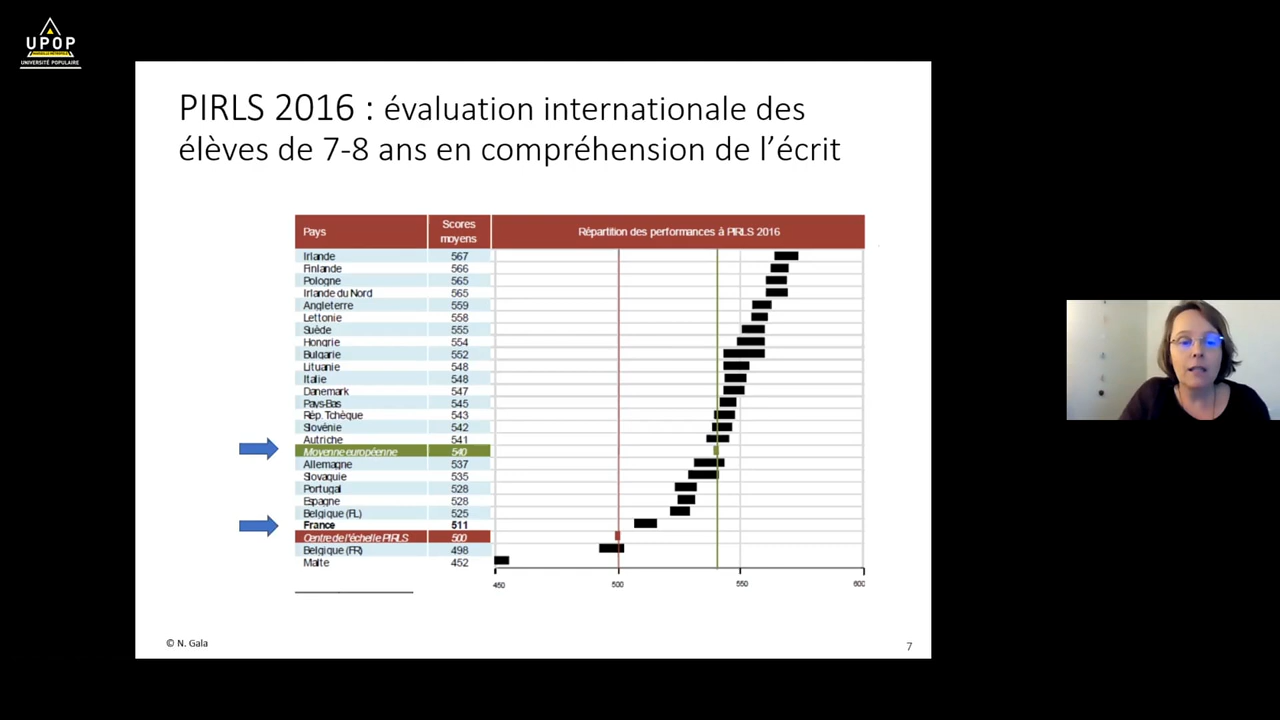 UPOP
UNIVERSITÉ POPULAIRE
PIRLS 2016 : évaluation internationale des
élèves de 7-8 ans en compréhension de l’écrit
Pays Scores moyens Répartition des performances à PIRLS 2016
Irlande 567
Finlande 566
Pologne 565
Irlande du Nord 565
Angleterre 559
Lettonie 558
Suède 555
Hongrie 554
Bulgarie 552
Lituanie 548
Italie 548
Danemark 547
Pays-Bas 545
Rép. Tchèque 543
Slovénie 542
Autriche 541
Moyenne européenne 540
Allemagne 537
Slovaquie 535
Portugal 528
Espagne 528
Belgique (FL) 525
France 511
Centre de l'échelle PIRLS 500
Belgique (FR) 498
Malte 452
450 500 550 600
© N. Gala
7